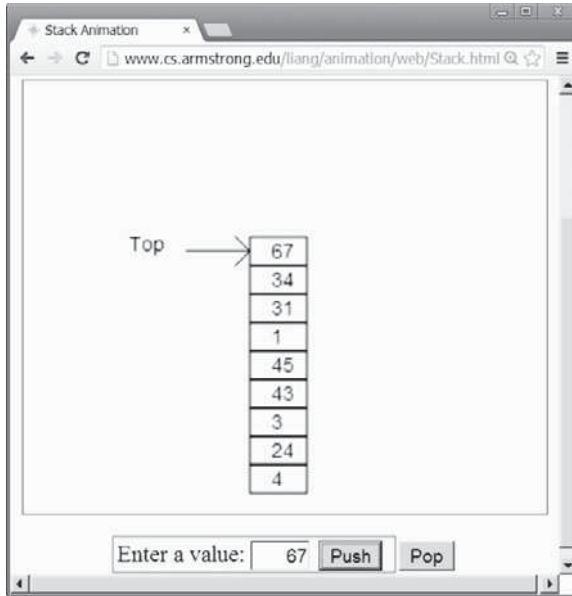 Stack Animation ×
www.cs.armstrong.edu/liang/animation/web/Stack.html
Top
67
34
31
1
45
43
3
24
4
Enter a value: 67 Push Pop